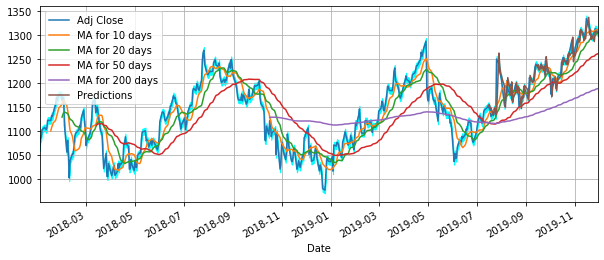 1350
1300
1250
1200
1150
1100
1050
1000
Adj Close
MA for 10 days
MA for 20 days
MA for 50 days
MA for 200 days
Predictions
2018-03
2018-05
2018-07
2018-09
2018-11
2019-01
2019-03
2019-05
2019-07
2019-09
2019-11
Date